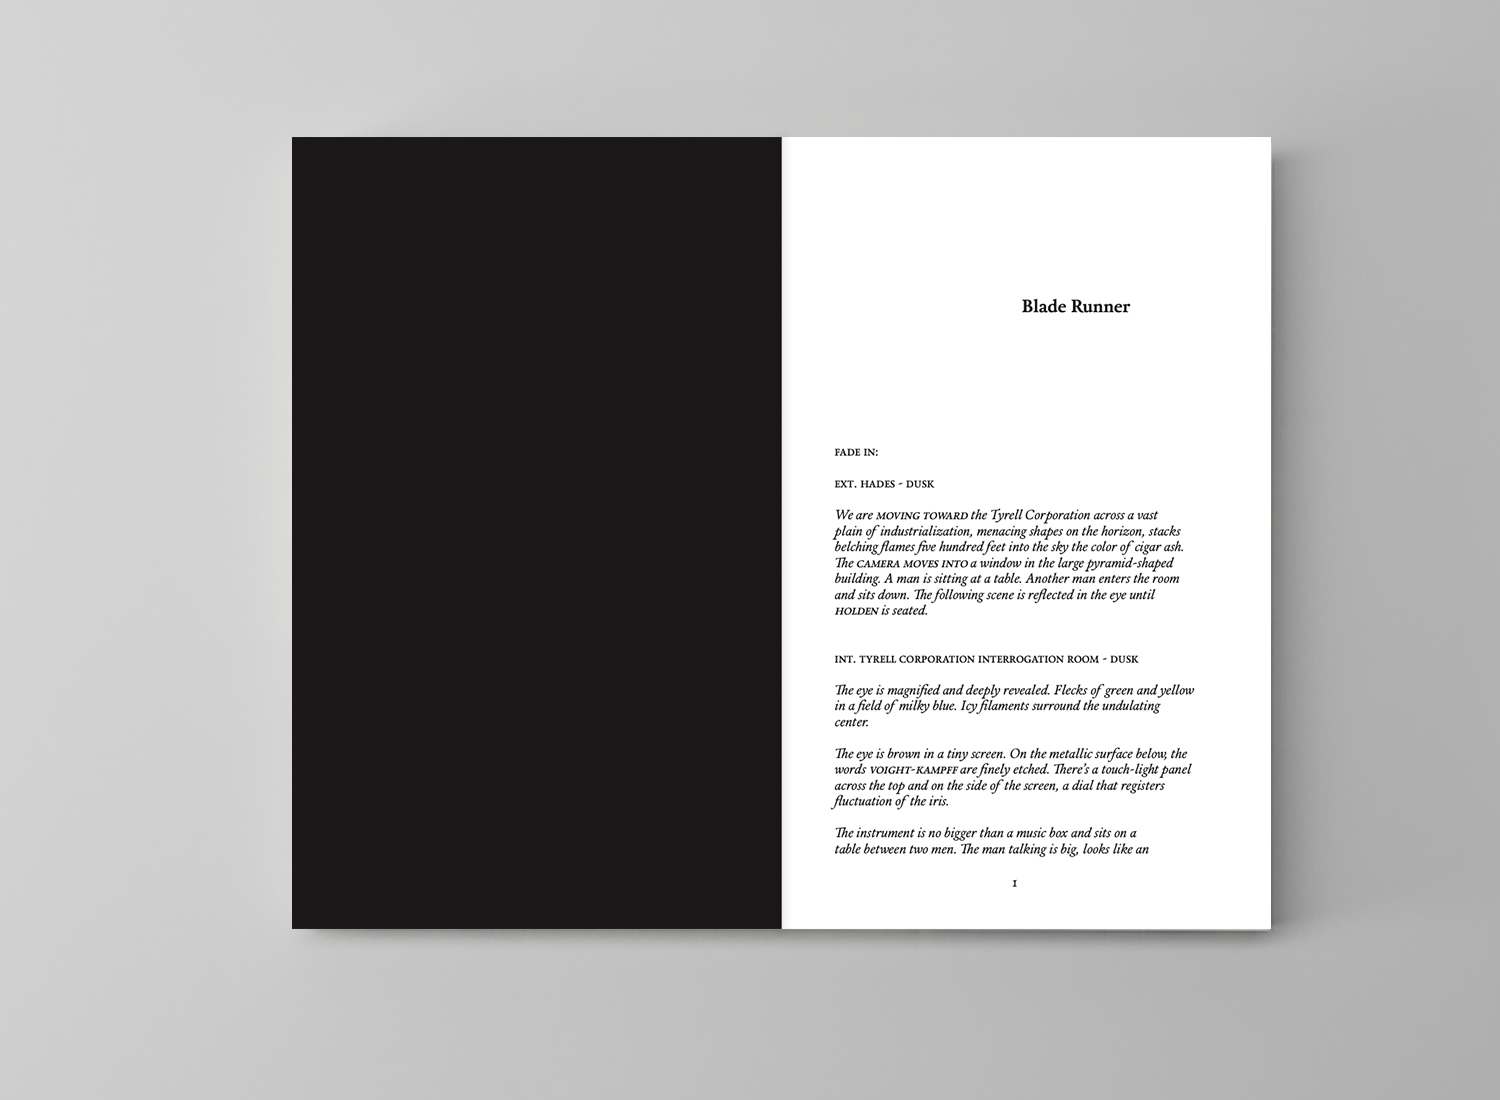 Blade Runner
FADE IN:
EXT. HADES - DUSK
We are MOVING TOWARD the Tyrell Corporation across a vast
plain of industrialization, menacing shapes on the horizon, stacks
belching flames five hundred feet into the sky the color of cigar ash.
The CAMERA MOVES INTO a window in the large pyramid-shaped
building. A man is sitting at a table. Another man enters the room
and sits down. The following scene is reflected in the eye until
HOLDEN is seated.
INT. TYRELL CORPORATION INTERROGATION ROOM - DUSK
The eye is magnified and deeply revealed. Flecks of green and yellow
in a field of milky blue. Icy filaments surround the undulating
center.
The eye is brown in a tiny screen. On the metallic surface below, the
words VOIGHT-KAMPFF are finely etched. There's a touch-light panel
across the top and on the side of the screen, a dial that registers
fluctuation of the iris.
The instrument is no bigger than a music box and sits on a
table between two men. The man talking is big, looks like an
1